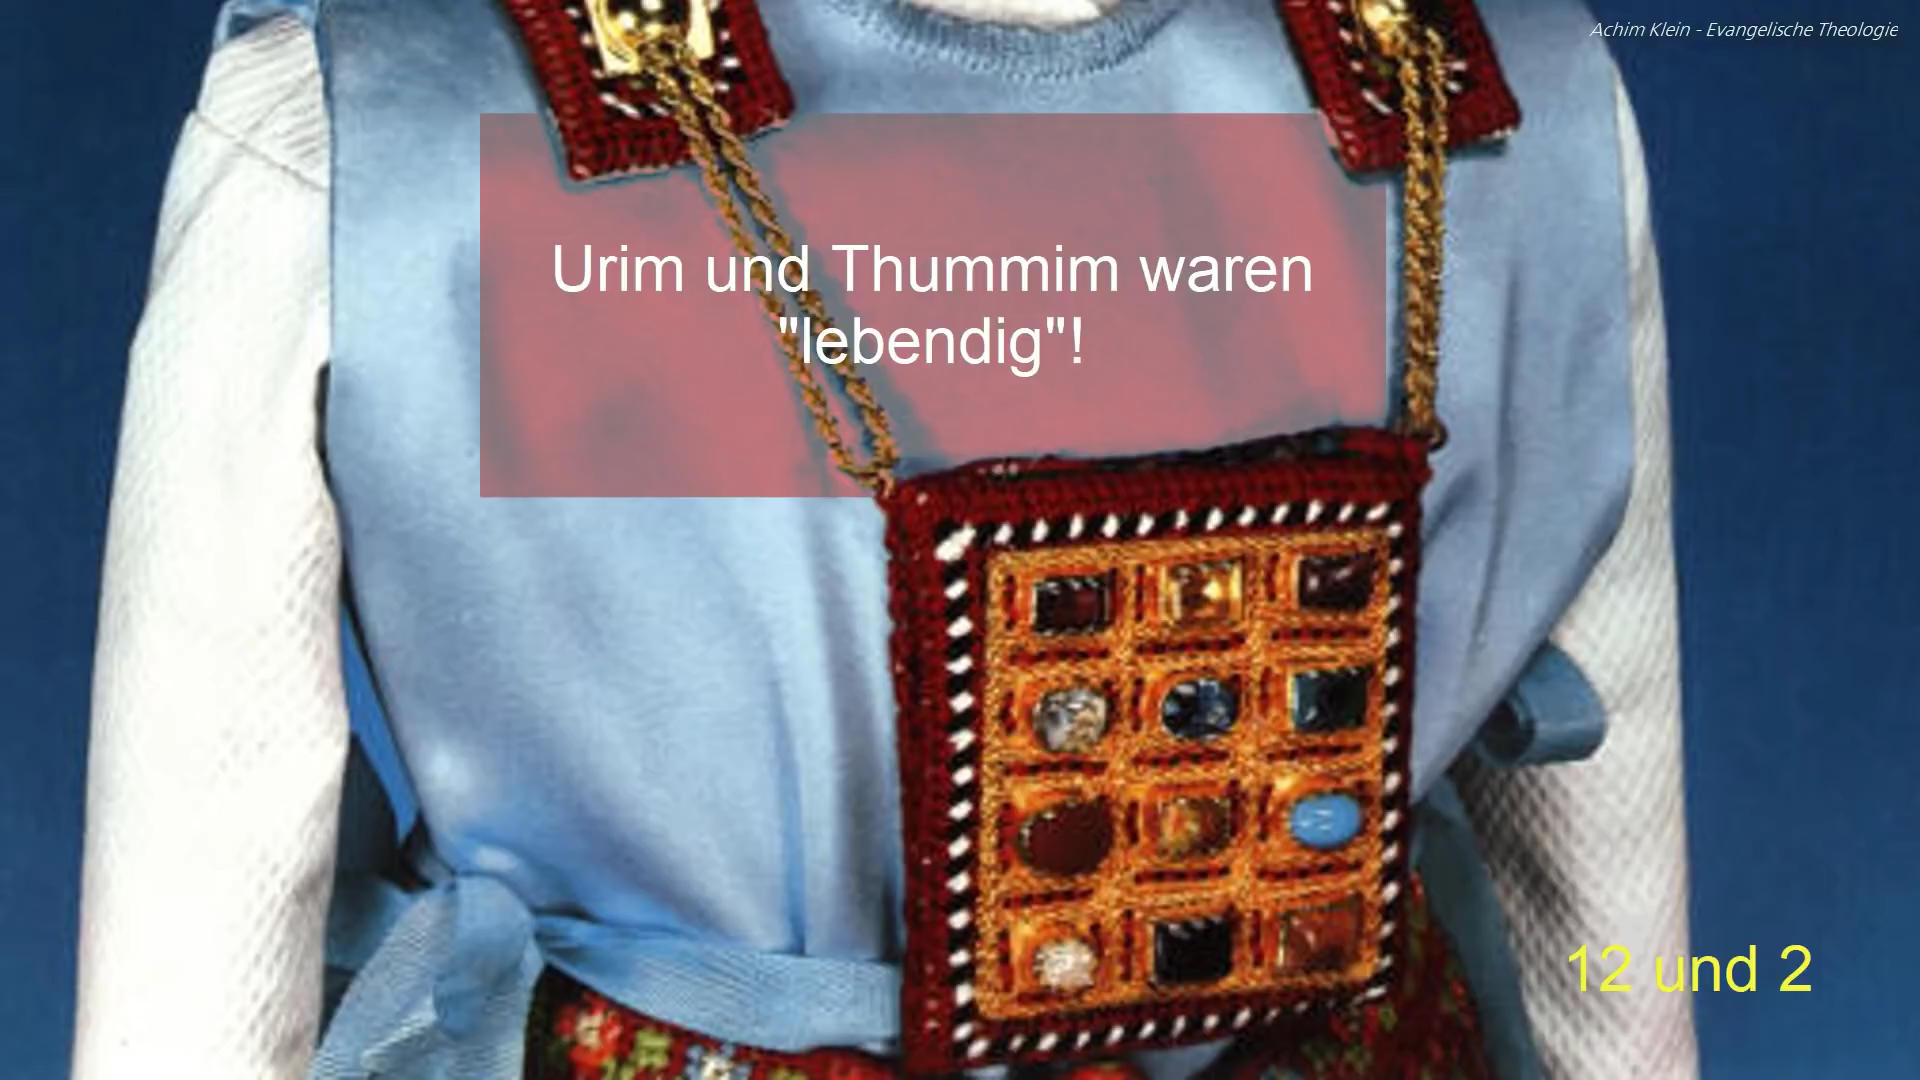 Achim Klein - Evangelische Theologie
Urim und Thummim waren
"lebendig"!
12 und 2